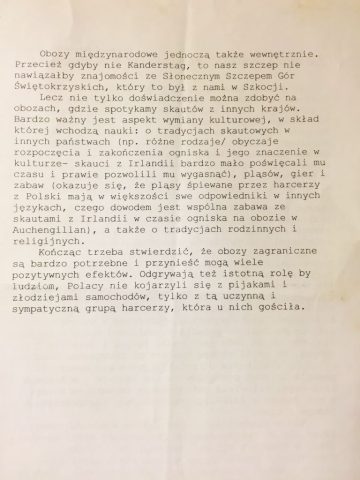 Obozy międzynarodowe jednoczą także wewnętrznie.
Przecież gdyby nie Kanderstag, to nasz szczep nie
nawiązałby znajomości ze Słonecznym Szczepem Gór
Świętokrzyskich, który to był z nami w Szkocji.
Lecz nie tylko doświadczenie można zdobyć na
obozach, gdzie spotykamy skautów z innych krajów.
Bardzo ważny jest aspekt wymiany kulturowej, w skład
której wchodzą nauki: o tradycjach skautowych w
innych państwach (np. różne rodzaje/ obyczaje
rozpoczęcia i zakończenia ogniska i jego znaczenie w
kulturze- skauci z Irlandii bardzo mało poświęcali mu
czasu i prawie pozwolili mu wygasnąć), pląsów, gier i
zabaw (okazuje się, że pląsy śpiewane przez harcerzy
z Polski mają w większości swe odpowiedniki w innych
językach, czego dowodem jest wspólna zabawa ze
skautami z Irlandii w czasie ogniska na obozie w
Auchengillan), a także o tradycjach rodzinnych i
religijnych.
Kończąc trzeba stwierdzić, że obozy zagraniczne
są bardzo potrzebne i przynieść mogą wiele
pozytywnych efektów. Odgrywają też istotną rolę by
ludziom, Polacy nie kojarzyli się z pijakami i
złodziejami samochodów, tylko z tą uczynną i
sympatyczną grupą harcerzy, która u nich gościła.